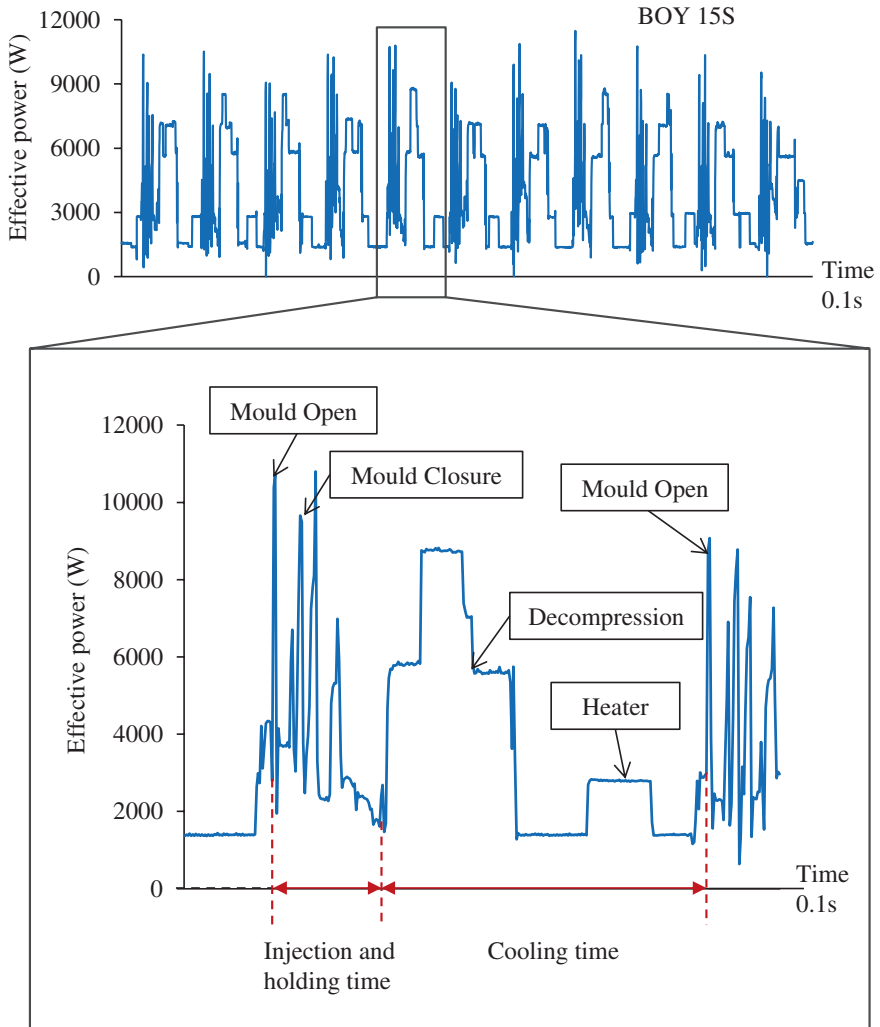 BOY 15S
Effective power (W)
12000
9000
6000
3000
0
Time
0.1s
Effective power (W)
12000
10000
8000
6000
4000
2000
0
Mould Open
Mould Closure
Mould Open
Decompression
Heater
Time
0.1s
Injection and
holding time
Cooling time